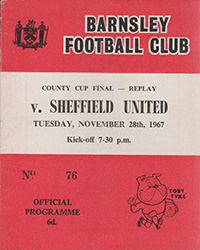 BARNSLEY
FOOTBALL CLUB
COUNTY CUP FINAL — REPLAY
v. SHEFFIELD UNITED
TUESDAY, NOVEMBER 28th, 1967
Kick-off 7-30 p.m.
No 76
OFFICIAL
PROGRAMME
6d.
TOBY
TYKE